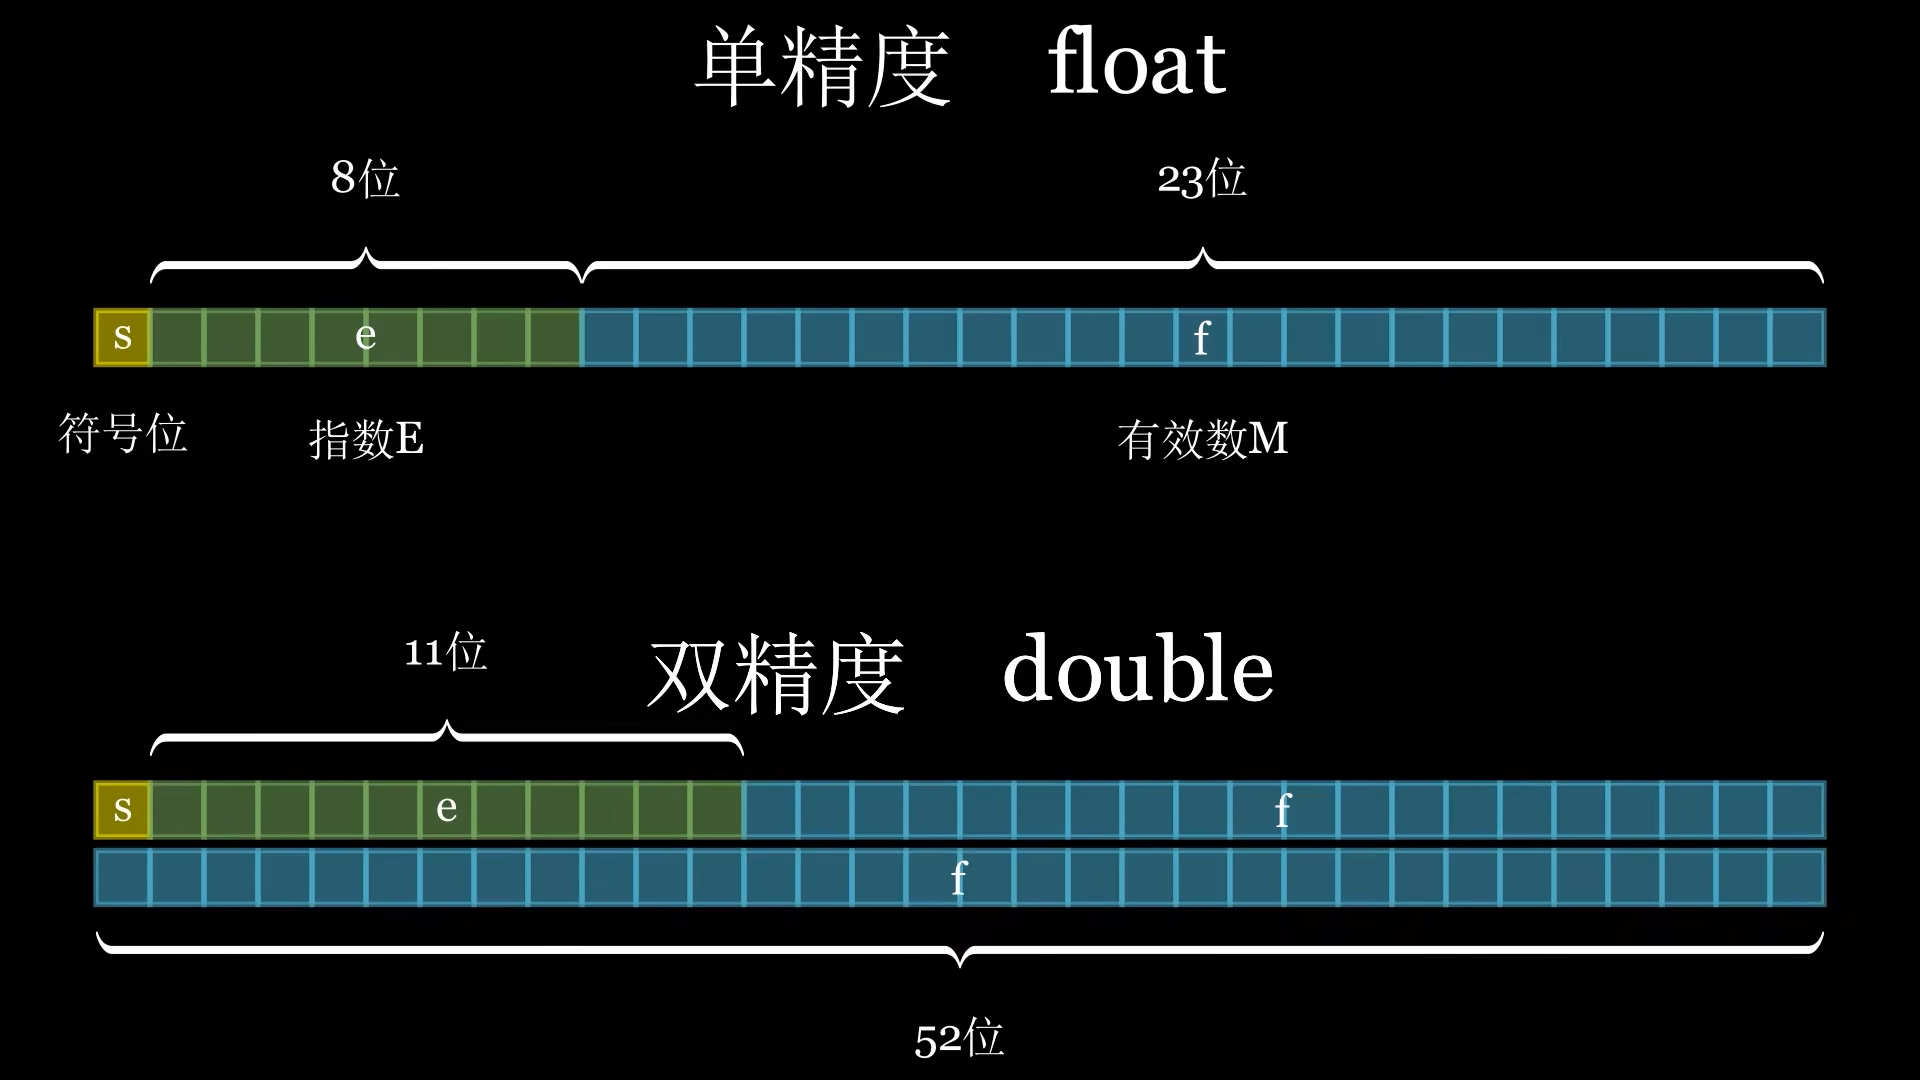 单精度 float
8位 23位
s e f
符号位 指数E 有效数M
11位 双精度 double
s e f
f
52位